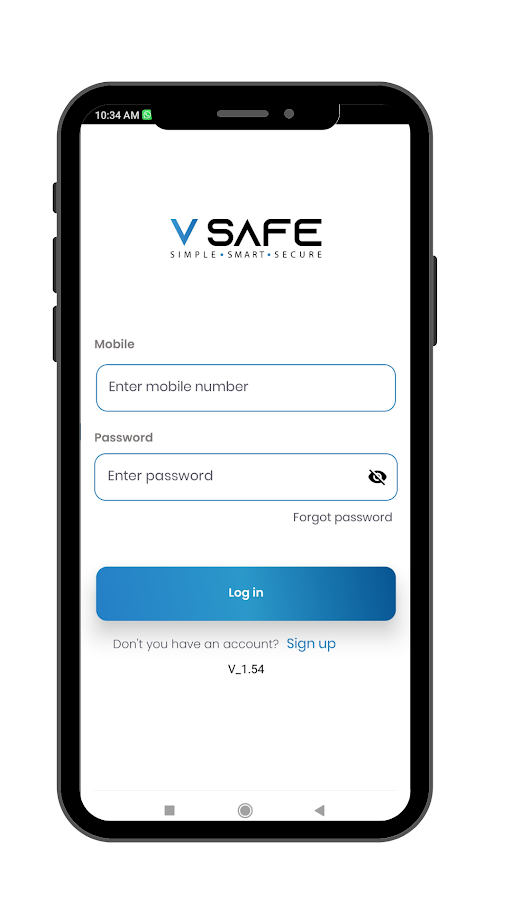 10:34 AM
V SAFE
SIMPLE•SMART•SECURE
Mobile
Enter mobile number
Password
Enter password
Forgot password
Log in
Don't you have an account? Sign up
V_1.54